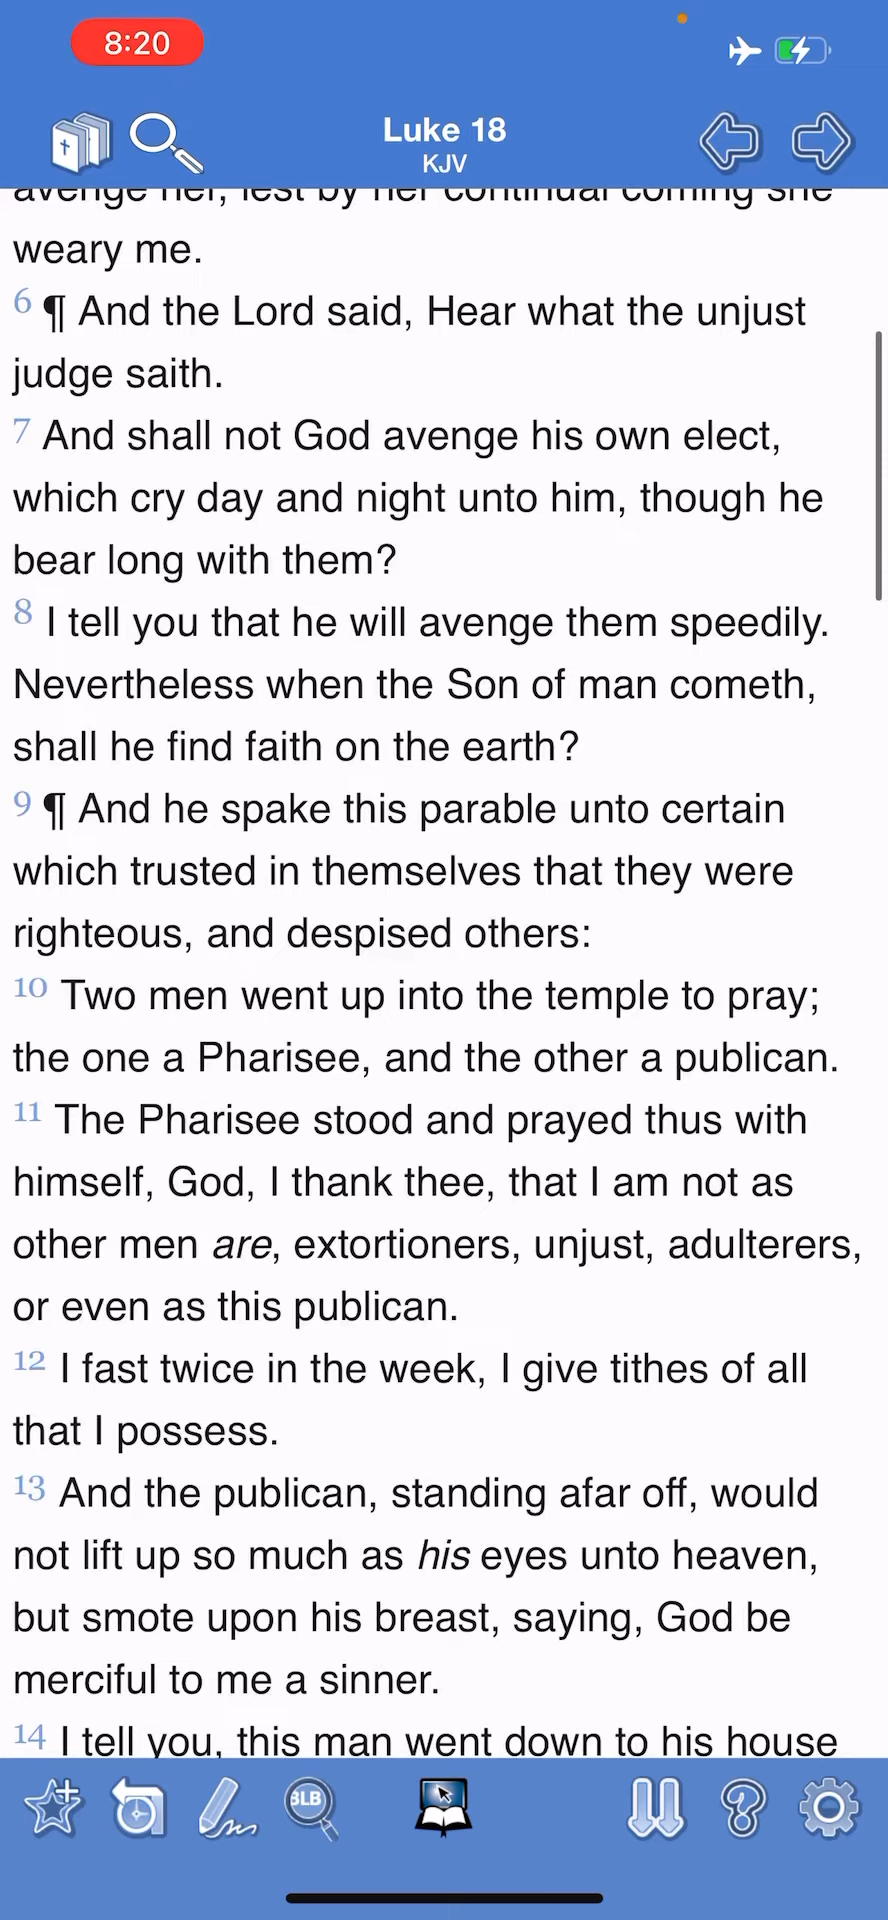 8:20
Luke 18
KJV
avenge her, lest by her continual coming she
weary me.
6 ¶ And the Lord said, Hear what the unjust
judge saith.
7 And shall not God avenge his own elect,
which cry day and night unto him, though he
bear long with them?
8 I tell you that he will avenge them speedily.
Nevertheless when the Son of man cometh,
shall he find faith on the earth?
9 ¶ And he spake this parable unto certain
which trusted in themselves that they were
righteous, and despised others:
10 Two men went up into the temple to pray;
the one a Pharisee, and the other a publican.
11 The Pharisee stood and prayed thus with
himself, God, I thank thee, that I am not as
other men are, extortioners, unjust, adulterers,
or even as this publican.
12 I fast twice in the week, I give tithes of all
that I possess.
13 And the publican, standing afar off, would
not lift up so much as his eyes unto heaven,
but smote upon his breast, saying, God be
merciful to me a sinner.
14 I tell you, this man went down to his house
BLB